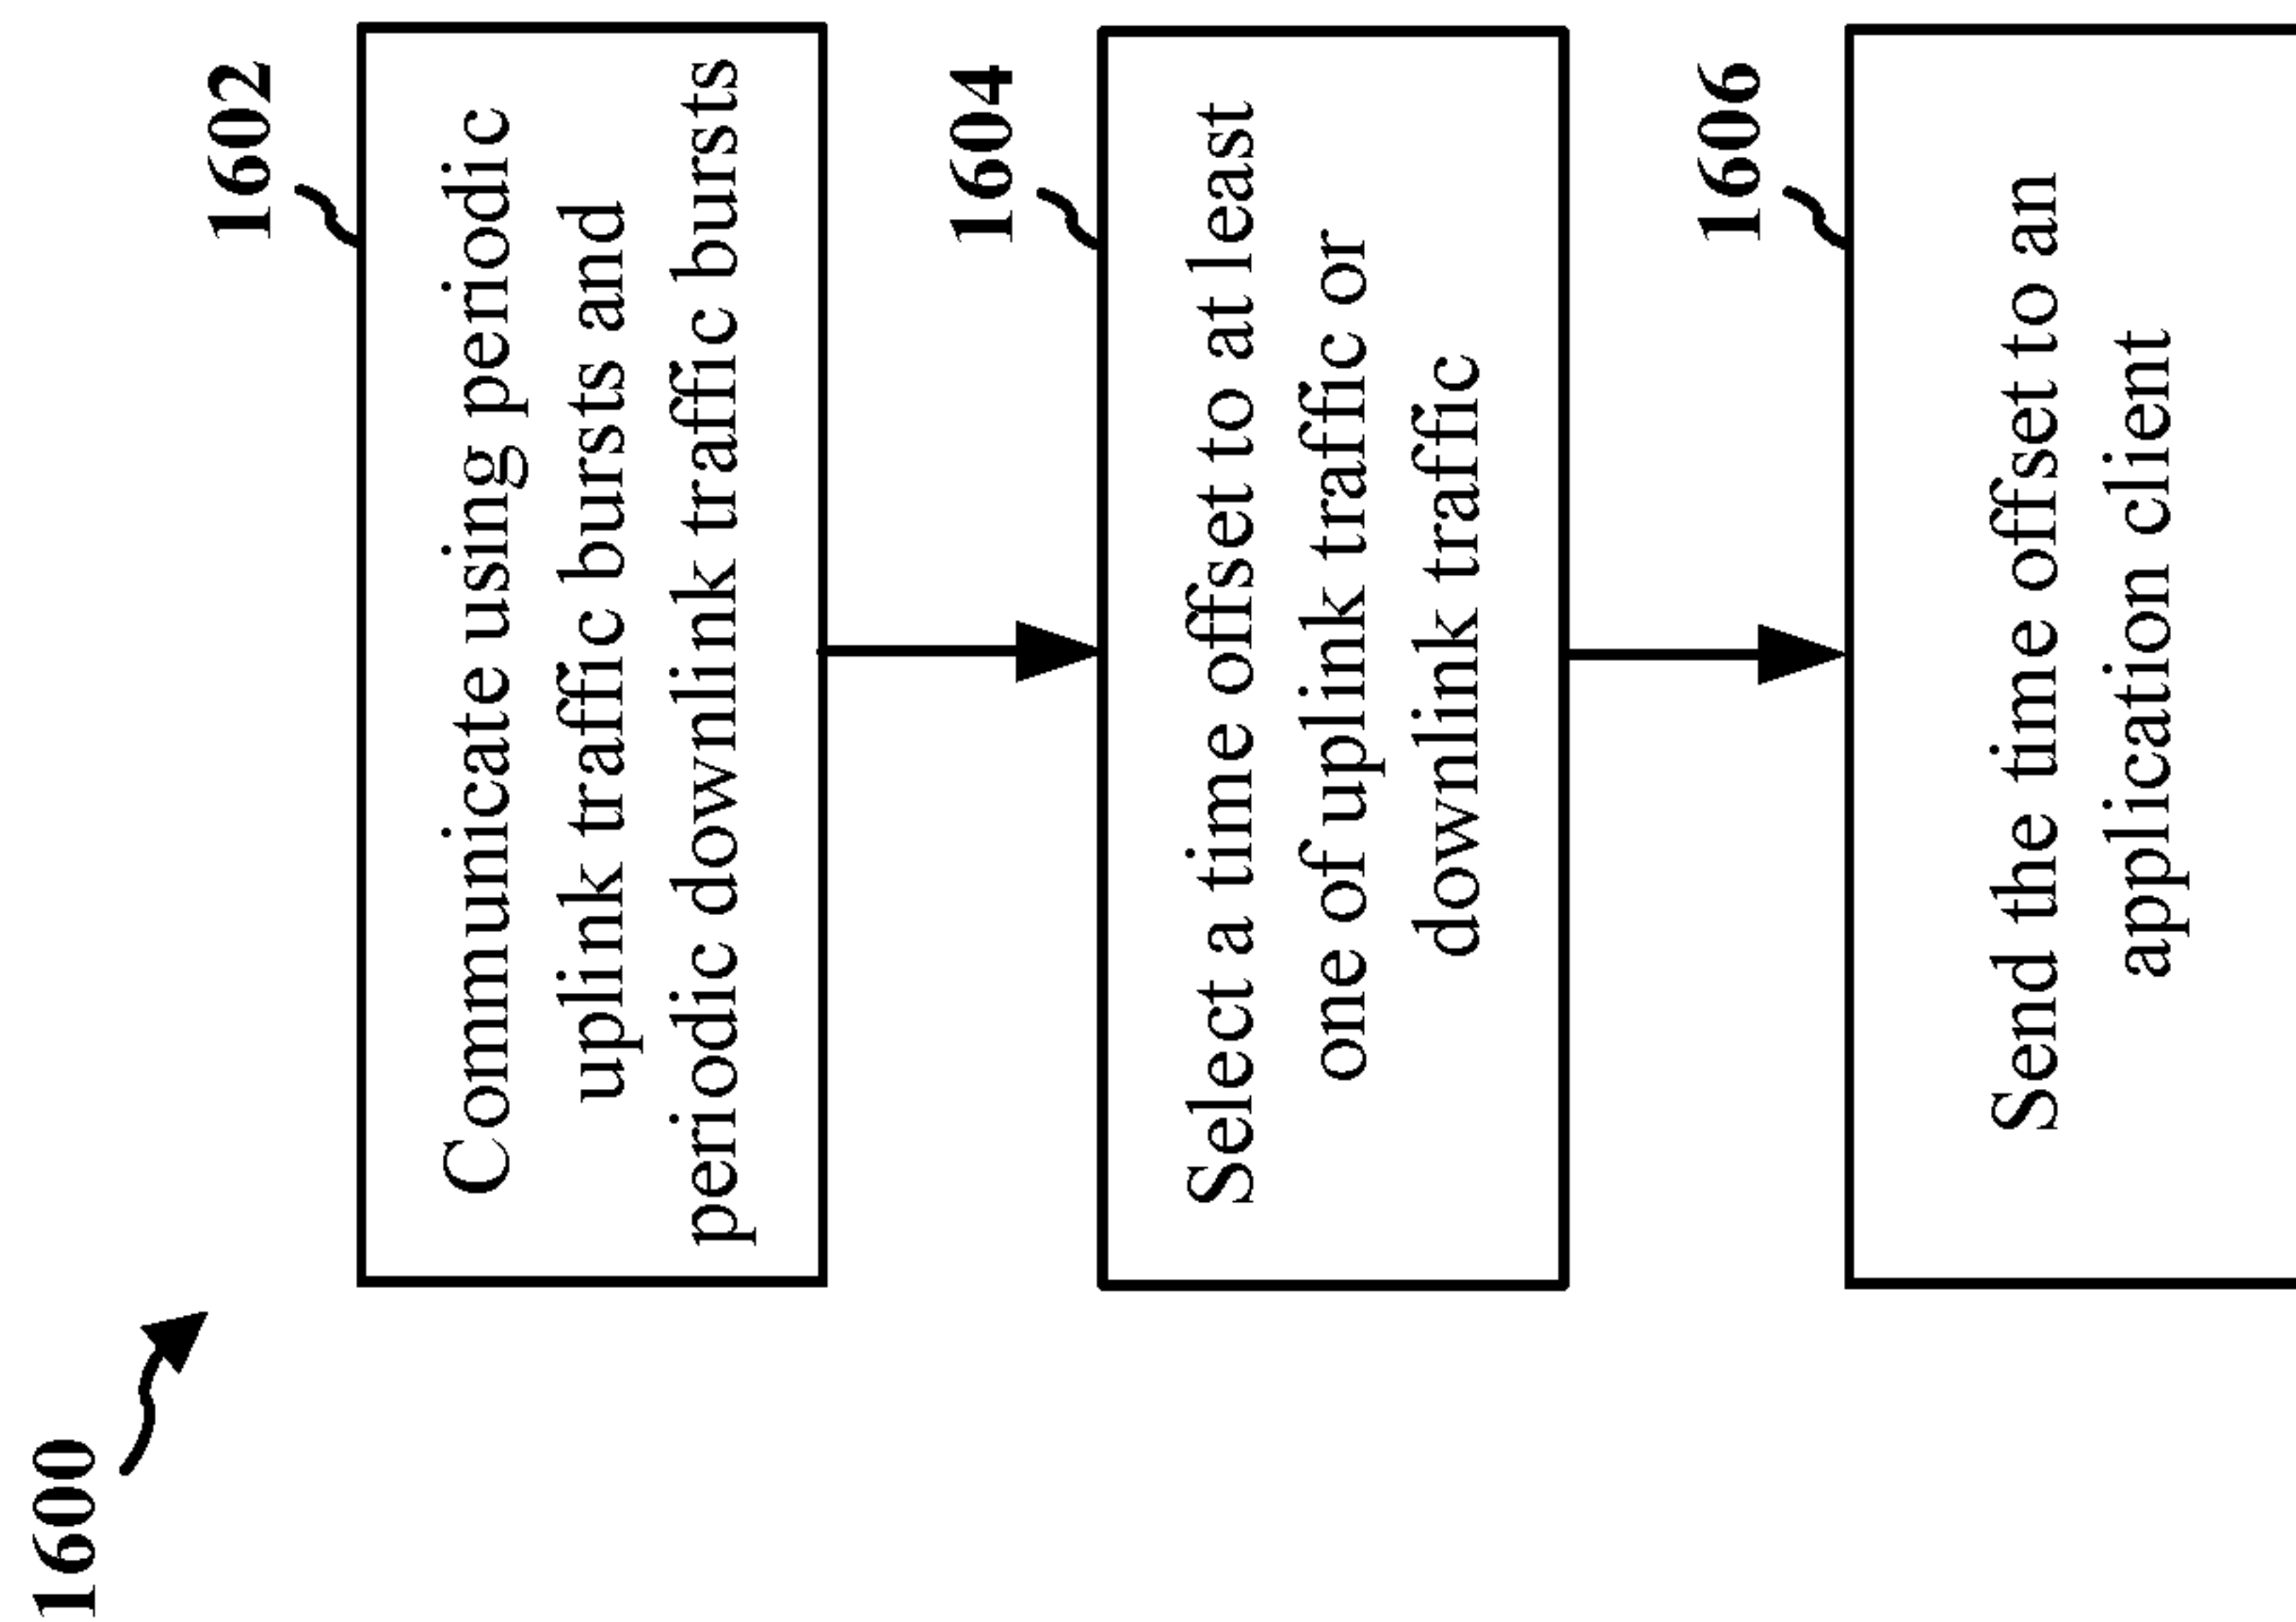 1600
1602
Communicate using periodic
uplink traffic bursts and
periodic downlink traffic bursts
1604
Select a time offset to at least
one of uplink traffic or
downlink traffic
1606
Send the time offset to an
application client